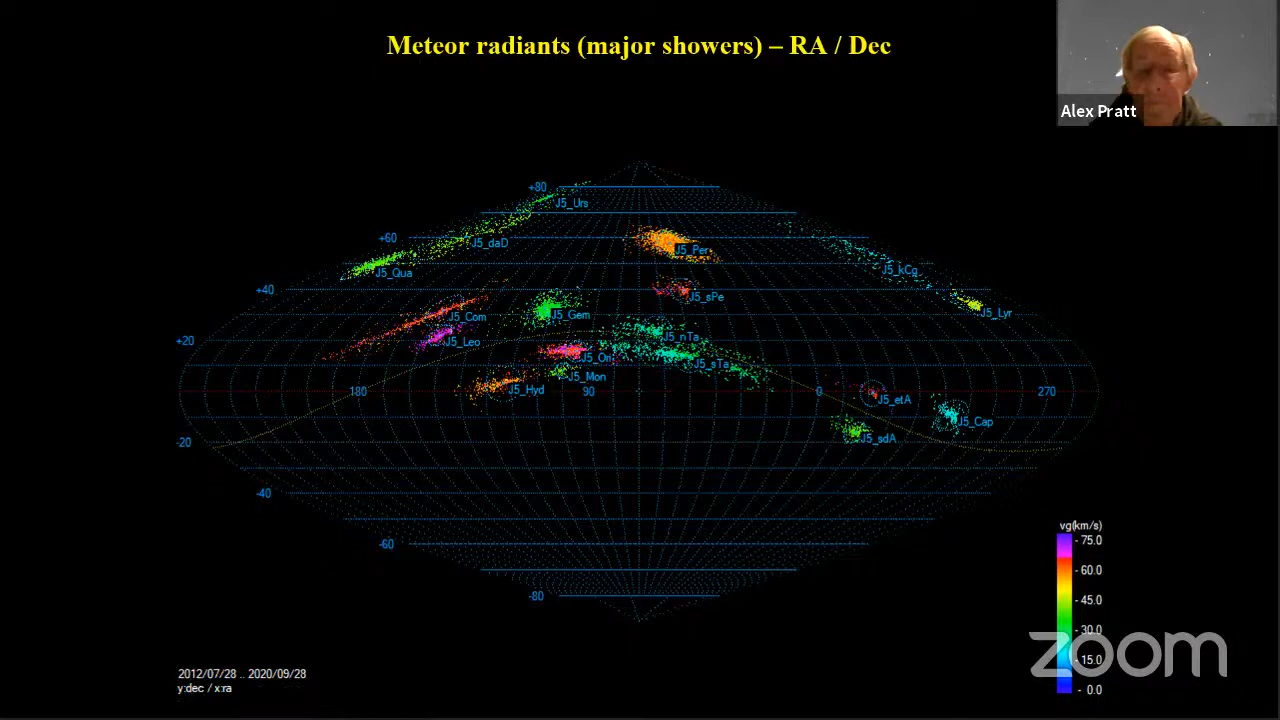 Meteor radiants (major showers) – RA / Dec
Alex Pratt
+80
J5_Urs
+60
J5_daD
J5_Per
J5_Qua
J5_kCg
+40
J5_sPe
J5_Com
J5_Gem
J5_Lyr
+20
J5_Leo
J5_nTa
J5_Ori
J5_sTa
J5_Mon
180
J5_Hyd
90
0
J5_etA
270
J5_Cap
-20
J5_sdA
-40
-60
-80
vg(km/s)
- 75.0
- 60.0
- 45.0
- 30.0
- 15.0
- 0.0
zoom
2012/07/28 .. 2020/09/28
y:dec / x:ra